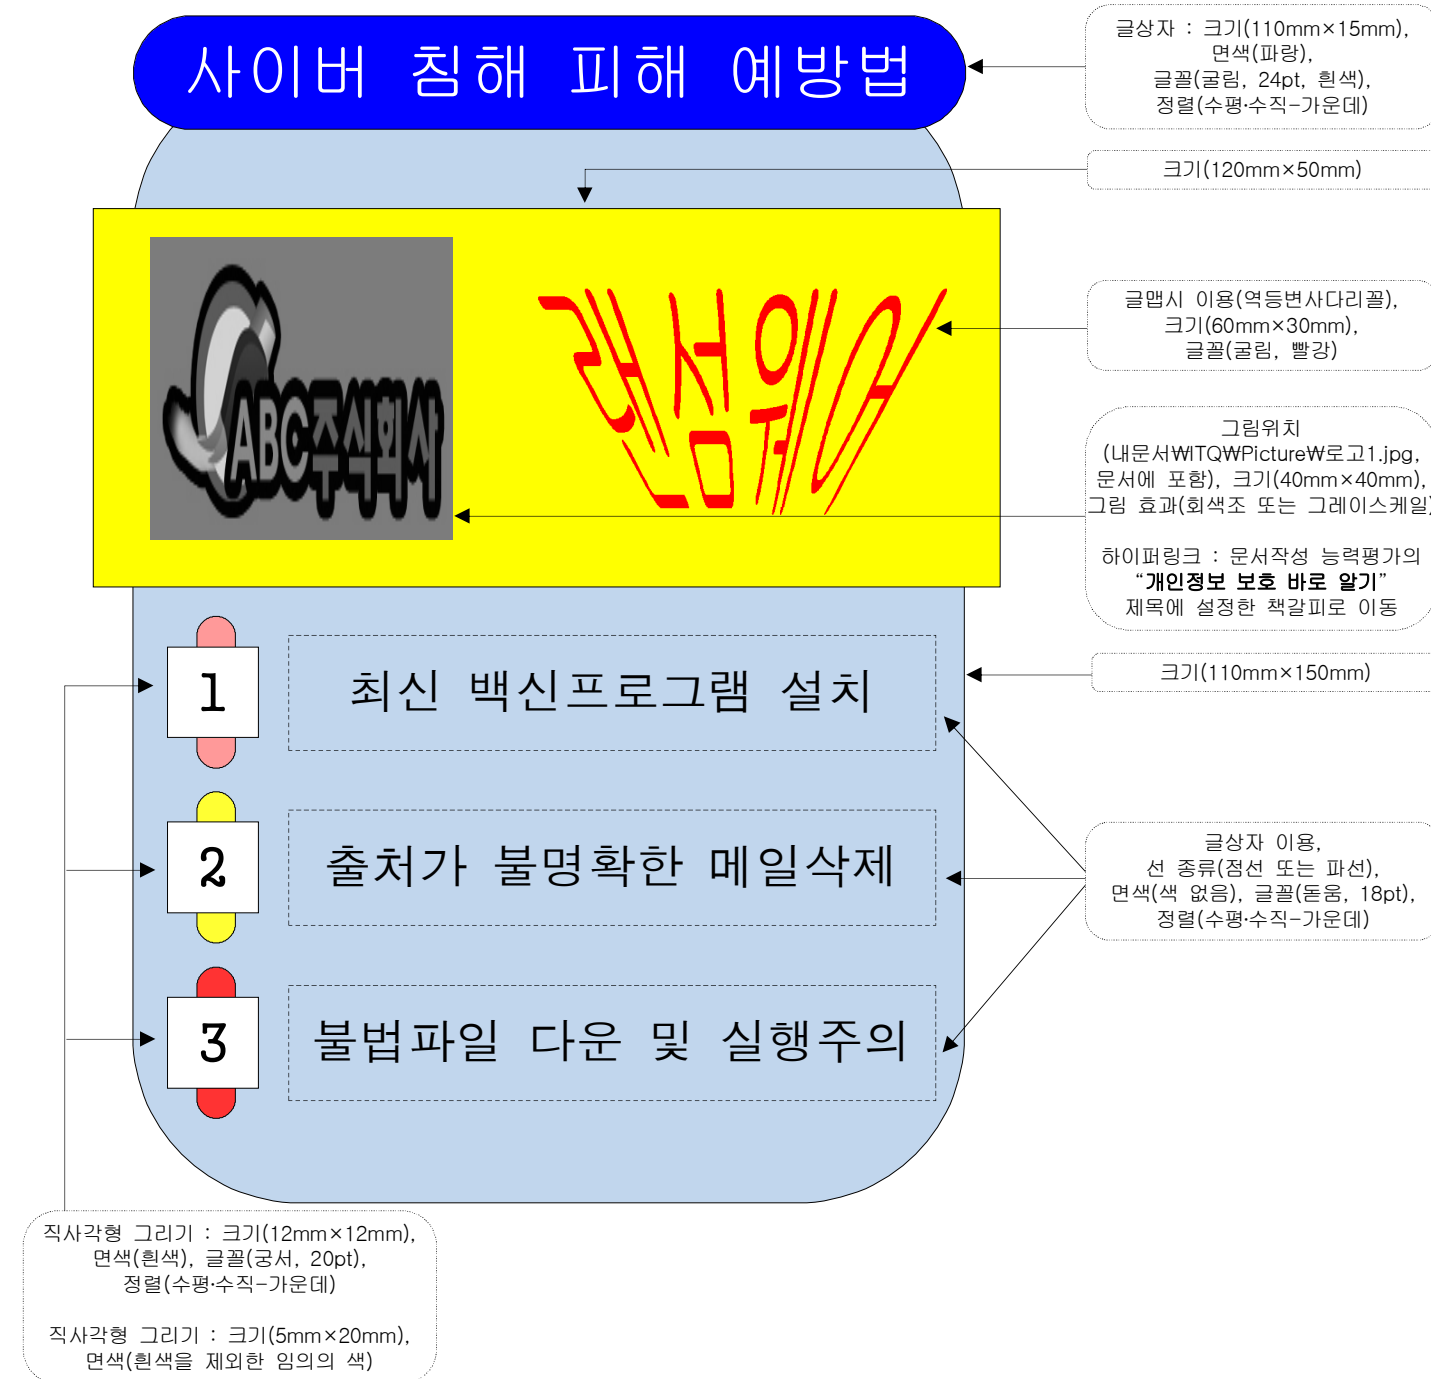 사이버 침해 피해 예방법
글상자 : 크기(110mm×15mm),
면색(파랑),
글꼴(굴림, 24pt, 흰색),
정렬(수평·수직-가운데)
크기(120mm×50mm)
ABC주식회사
랜섬웨어
글맵시 이용(역등변사다리꼴),
크기(60mm×30mm),
글꼴(굴림, 빨강)
그림위치
(내문서₩ITQ₩Picture₩로고1.jpg,
문서에 포함), 크기(40mm×40mm),
그림 효과(회색조 또는 그레이스케일)
하이퍼링크 : 문서작성 능력평가의
“개인정보 보호 바로 알기”
제목에 설정한 책갈피로 이동
1
최신 백신프로그램 설치
크기(110mm×150mm)
2
출처가 불명확한 메일삭제
글상자 이용,
선 종류(점선 또는 파선),
면색(색 없음), 글꼴(돋움, 18pt),
정렬(수평·수직-가운데)
3
불법파일 다운 및 실행주의
직사각형 그리기 : 크기(12mm×12mm),
면색(흰색), 글꼴(궁서, 20pt),
정렬(수평·수직-가운데)
직사각형 그리기 : 크기(5mm×20mm),
면색(흰색을 제외한 임의의 색)